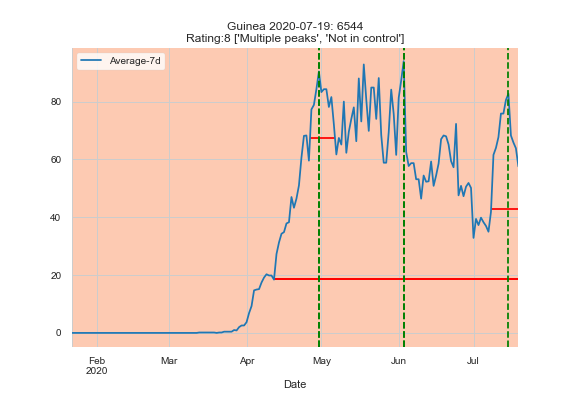 Guinea 2020-07-19: 6544
Rating:8 ['Multiple peaks', 'Not in control']
Average-7d
80
60
40
20
0
Feb
2020
Mar
Apr
May
Jun
Jul
Date